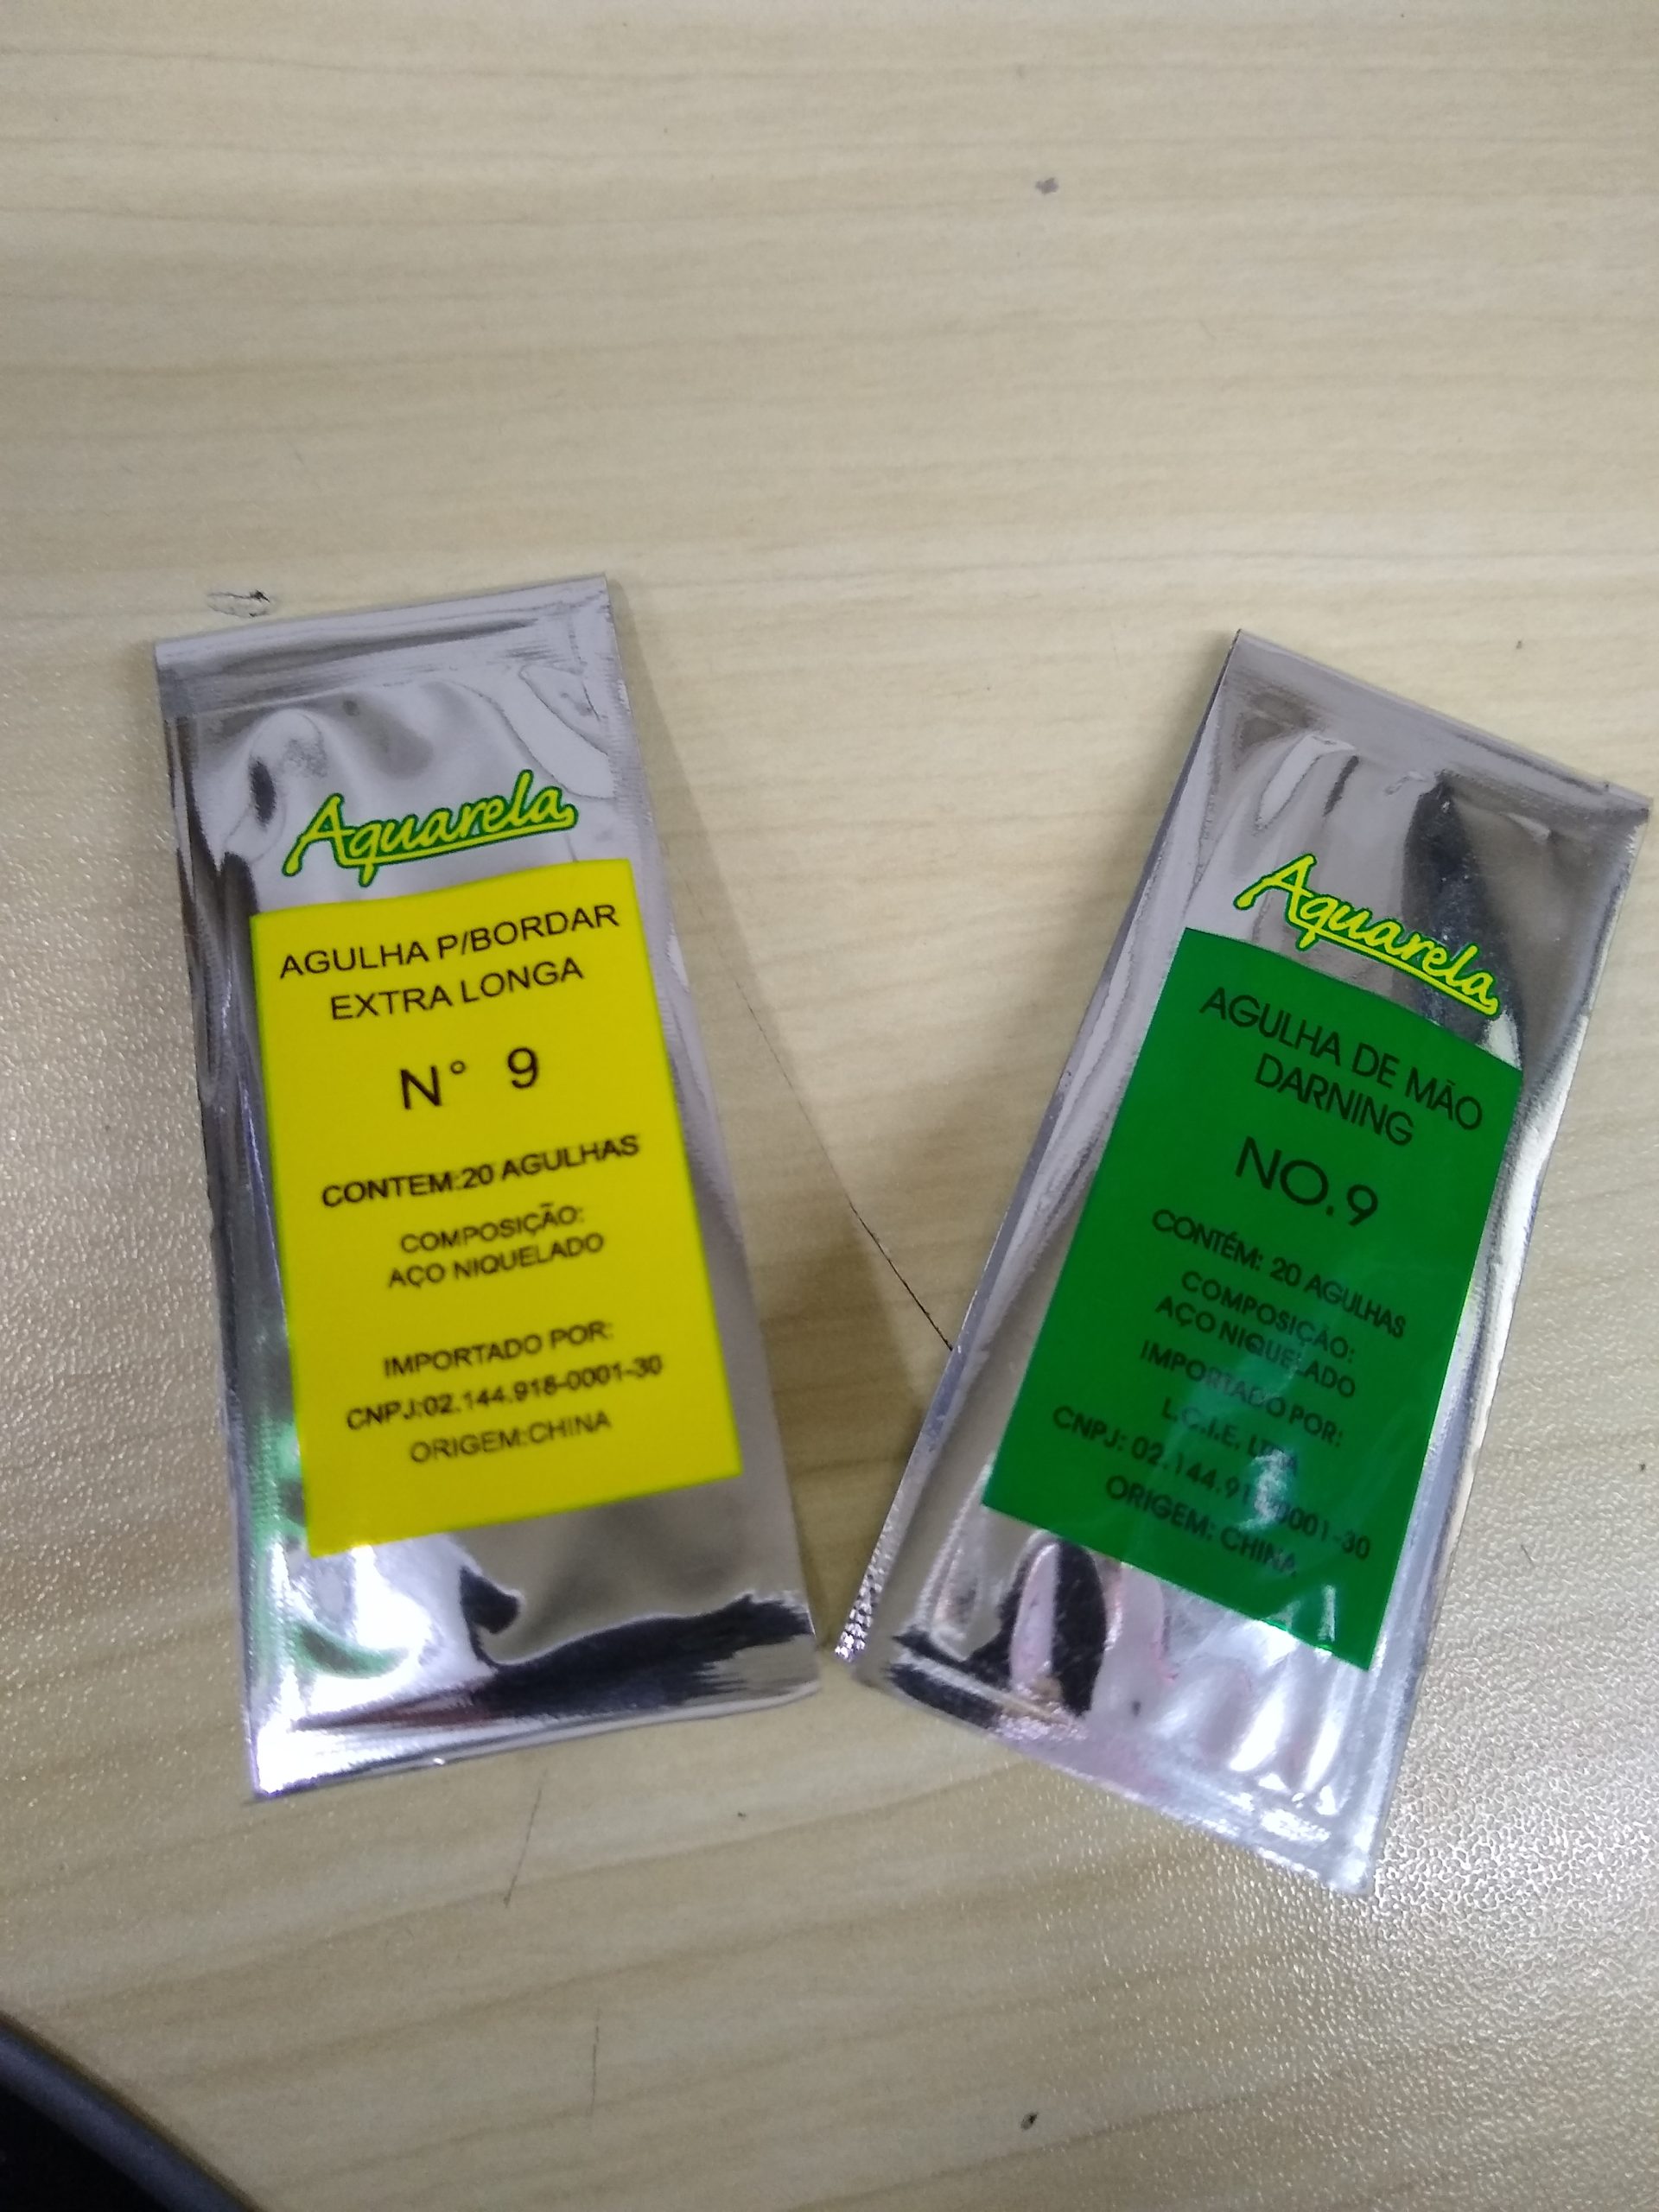 Aquarela
AGULHA P/BORDAR
EXTRA LONGA
N° 9
CONTEM:20 AGULHAS
COMPOSIÇÃO:
AÇO NIQUELADO
IMPORTADO POR:
CNPJ:02.144.918-0001-30
ORIGEM:CHINA
Aquarela
AGULHA DE MÃO
DARNING
NO.9
CONTÉM: 20 AGULHAS
COMPOSIÇÃO:
AÇO NIQUELADO
IMPORTADO POR:
L.C.I.E. LTDA
CNPJ:
ORIGEM: CHINA